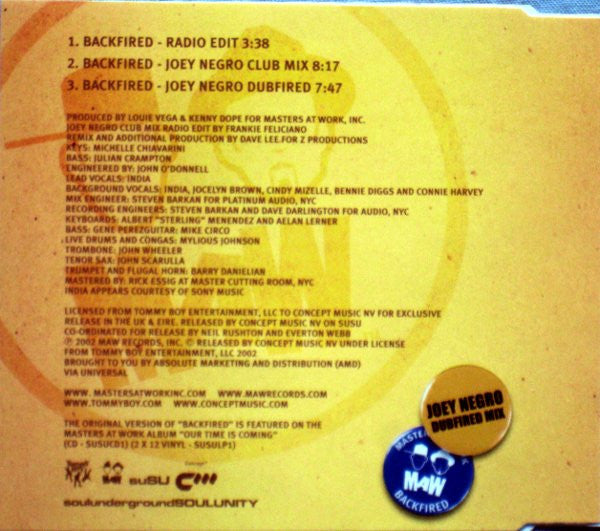 1. BACKFIRED - RADIO EDIT 3:38
2. BACKFIRED - JOEY NEGRO CLUB MIX 8:17
3. BACKFIRED - JOEY NEGRO DUBFIRED 7:47
PRODUCED BY LOUIE VEGA & KENNY DOPE FOR MASTERS AT WORK, INC.
JOEY NEGRO CLUB MIX RADIO EDIT BY FRANKIE FELICIANO
REMIX AND ADDITIONAL PRODUCTION BY DAVE LEE.FOR Z PRODUCTIONS
KEYS: MICHELLE CHIAVARINI
BASS: JULIAN CRAMPTON
ENGINEERED BY: JOHN O'DONNELL
LEAD VOCALS: INDIA
BACKGROUND VOCALS: INDIA, JOCELYN BROWN, CINDY MIZELLE, BENNIE DIGGS AND CONNIE HARVEY
MIX ENGINEER: STEVEN BARKAN FOR PLATINUM AUDIO, NYC
RECORDING ENGINEERS: STEVEN BARKAN AND DAVE DARLINGTON FOR AUDIO, NYC
KEYBOARDS: ALBERT "STERLING" MENENDEZ AND AELAN LERNER
BASS: GENE PEREZGUITAR: MIKE CIRCO
LIVE DRUMS AND CONGAS: MYLIOUS JOHNSON
TROMBONE: JOHN WHEELER
TENOR SAX: JOHN SCARULLA
TRUMPET AND FLUGAL HORN: BARRY DANIELIAN
MASTERED BY: RICK ESSIG AT MASTER CUTTING ROOM, NYC
INDIA APPEARS COURTESY OF SONY MUSIC
LICENSED FROM TOMMY BOY ENTERTAINMENT, LLC TO CONCEPT MUSIC NV FOR EXCLUSIVE
RELEASE IN THE UK & EIRE. RELEASED BY CONCEPT MUSIC NV ON SUSU
CO-ORDINATED FOR RELEASE BY NEIL RUSHTON AND EVERTON WEBB
℗ 2002 MAW RECORDS, INC. © RELEASED BY CONCEPT MUSIC NV UNDER LICENSE
FROM TOMMY BOY ENTERTAINMENT, LLC 2002
BROUGHT TO YOU BY ABSOLUTE MARKETING AND DISTRIBUTION (AMD)
VIA UNIVERSAL
WWW. MASTERSATWORKINC.COM WWW.MAWRECORDS.COM
WWW.TOMMYBOY.COM WWW.CONCEPTMUSIC.COM
THE ORIGINAL VERSION OF "BACKFIRED" IS FEATURED ON THE
MASTERS AT WORK ALBUM "OUR TIME IS COMING"
(CD - SUSUCD1) (2 X 12 VINYL - SUSULP1)
suSU
soulundergroundSOULUNITY
JOEY NEGRO
DUBFIRED MIX
MAW
BACKFIRED